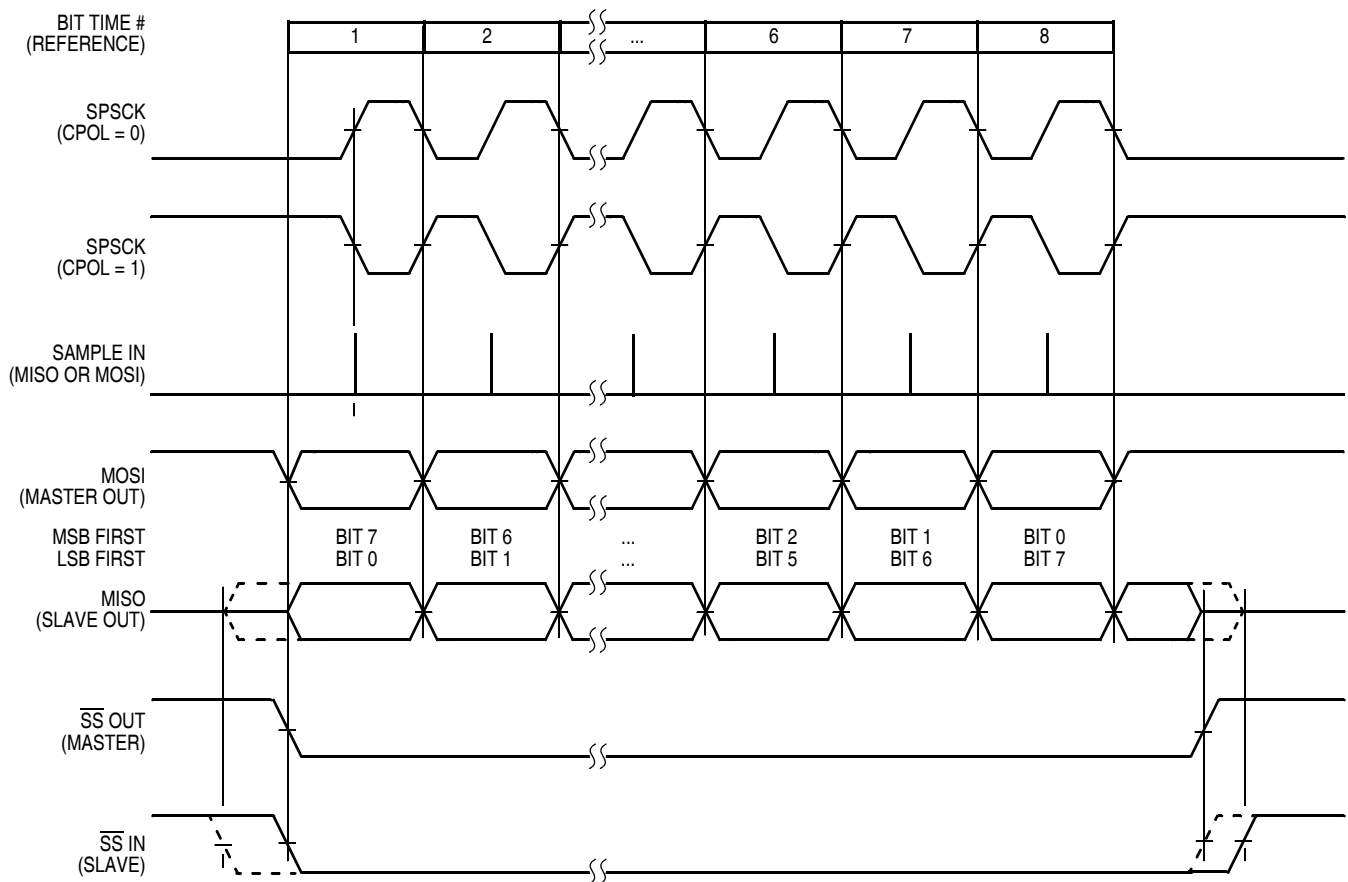 BIT TIME #
(REFERENCE)
1 2 ... 6 7 8
SPSCK
(CPOL = 0)
SPSCK
(CPOL = 1)
SAMPLE IN
(MISO OR MOSI)
MOSI
(MASTER OUT)
MSB FIRST BIT 7 BIT 6 ... BIT 2 BIT 1 BIT 0
LSB FIRST BIT 0 BIT 1 ... BIT 5 BIT 6 BIT 7
MISO
(SLAVE OUT)
S̅S̅ OUT
(MASTER)
S̅S̅ IN
(SLAVE)